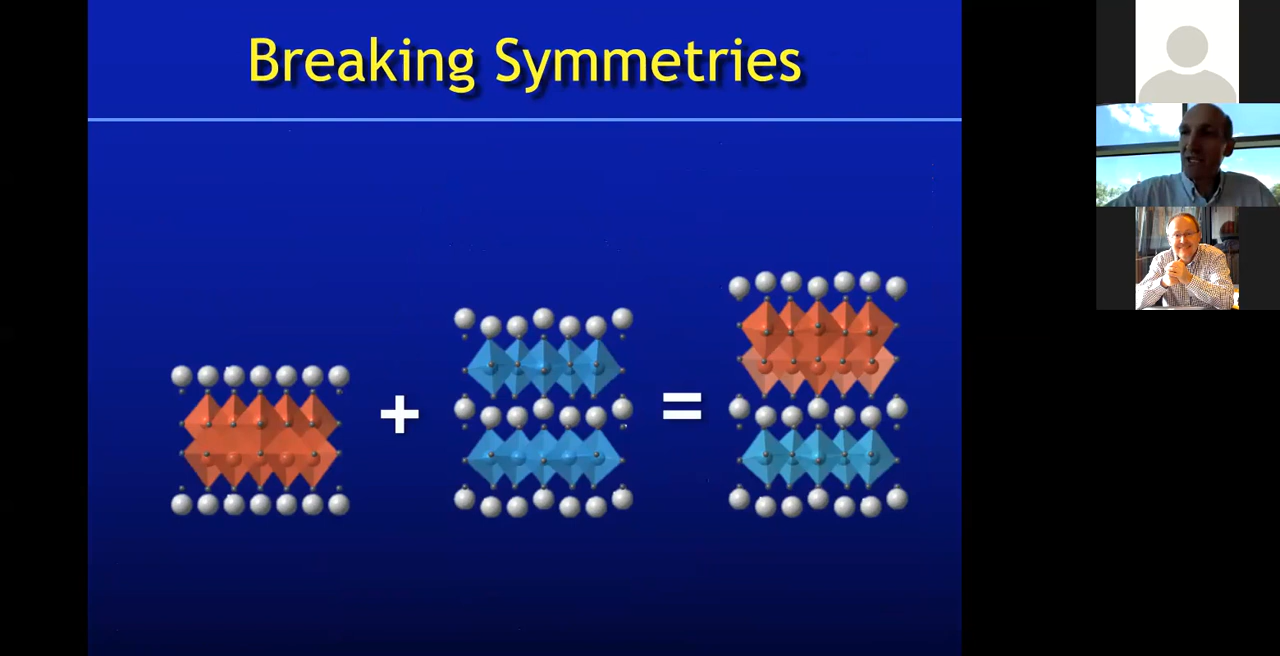 Breaking Symmetries
+ =